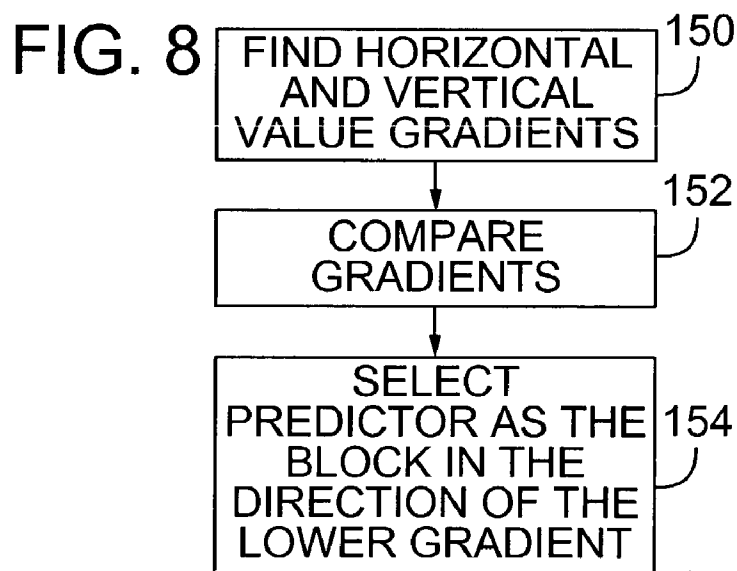 FIG. 8
FIND HORIZONTAL
AND VERTICAL
VALUE GRADIENTS
150
COMPARE
GRADIENTS
152
SELECT
PREDICTOR AS THE
BLOCK IN THE
DIRECTION OF THE
LOWER GRADIENT
154